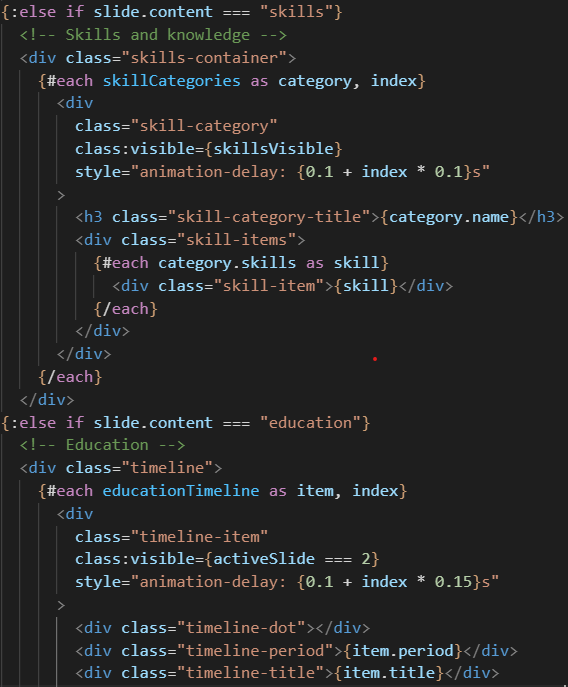 {:else if slide.content === "skills"}
<!-- Skills and knowledge -->
<div class="skills-container">
{#each skillCategories as category, index}
<div
class="skill-category"
class:visible={skillsVisible}
style="animation-delay: {0.1 + index * 0.1}s"
>
<h3 class="skill-category-title">{category.name}</h3>
<div class="skill-items">
{#each category.skills as skill}
<div class="skill-item">{skill}</div>
{/each}
</div>
</div>
{/each}
</div>
{:else if slide.content === "education"}
<!-- Education -->
<div class="timeline">
{#each educationTimeline as item, index}
<div
class="timeline-item"
class:visible={activeSlide === 2}
style="animation-delay: {0.1 + index * 0.15}s"
>
<div class="timeline-dot"></div>
<div class="timeline-period">{item.period}</div>
<div class="timeline-title">{item.title}</div>